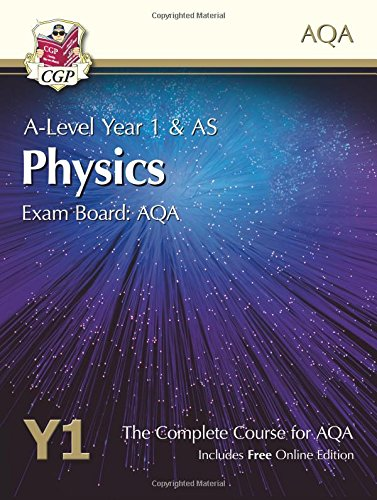 Copyrighted Material
AQA
CGP
CGP
A-Level Year 1 & AS
Physics
Exam Board: AQA
Y1
The Complete Course for AQA
Includes Free Online Edition
Copyrighted Material